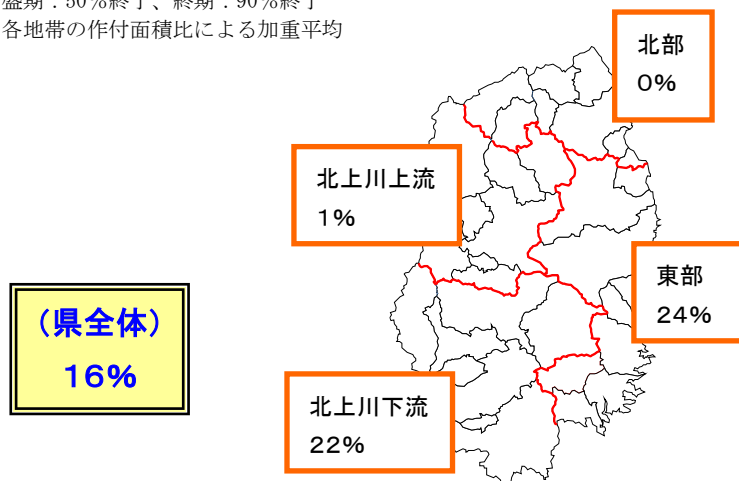 盛期：50％終了、終期：90％終了
各地帯の作付面積比による加重平均
北部
0％
北上川上流
1％
東部
24％
（県全体）
16％
北上川下流
22％